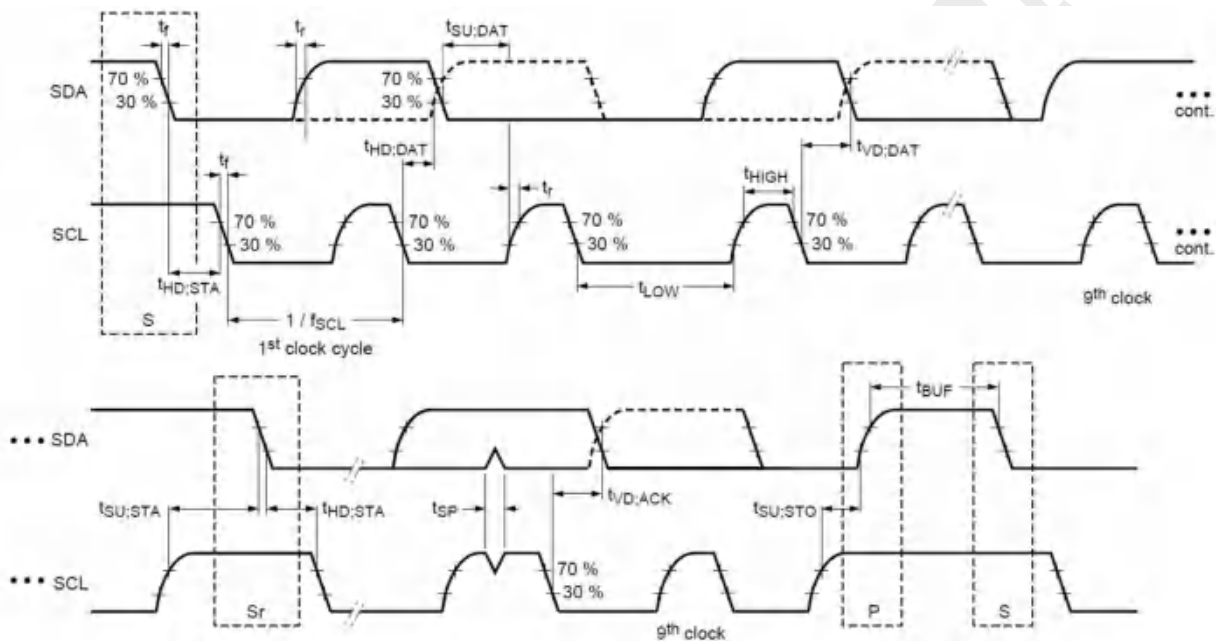 tf
tr
tSU;DAT
70 %
30 %
70 %
30 %
SDA
cont.
tHD;DAT
tVD;DAT
tf
tr
tHIGH
70 %
30 %
70 %
30 %
70 %
30 %
SCL
cont.
tHD;STA
tLOW
9th clock
S
1 / fSCL
1st clock cycle
tBUF
SDA
tSU;STA
tHD;STA
tSP
tVD;ACK
tSU;STO
70 %
30 %
SCL
Sr
9th clock
P
S